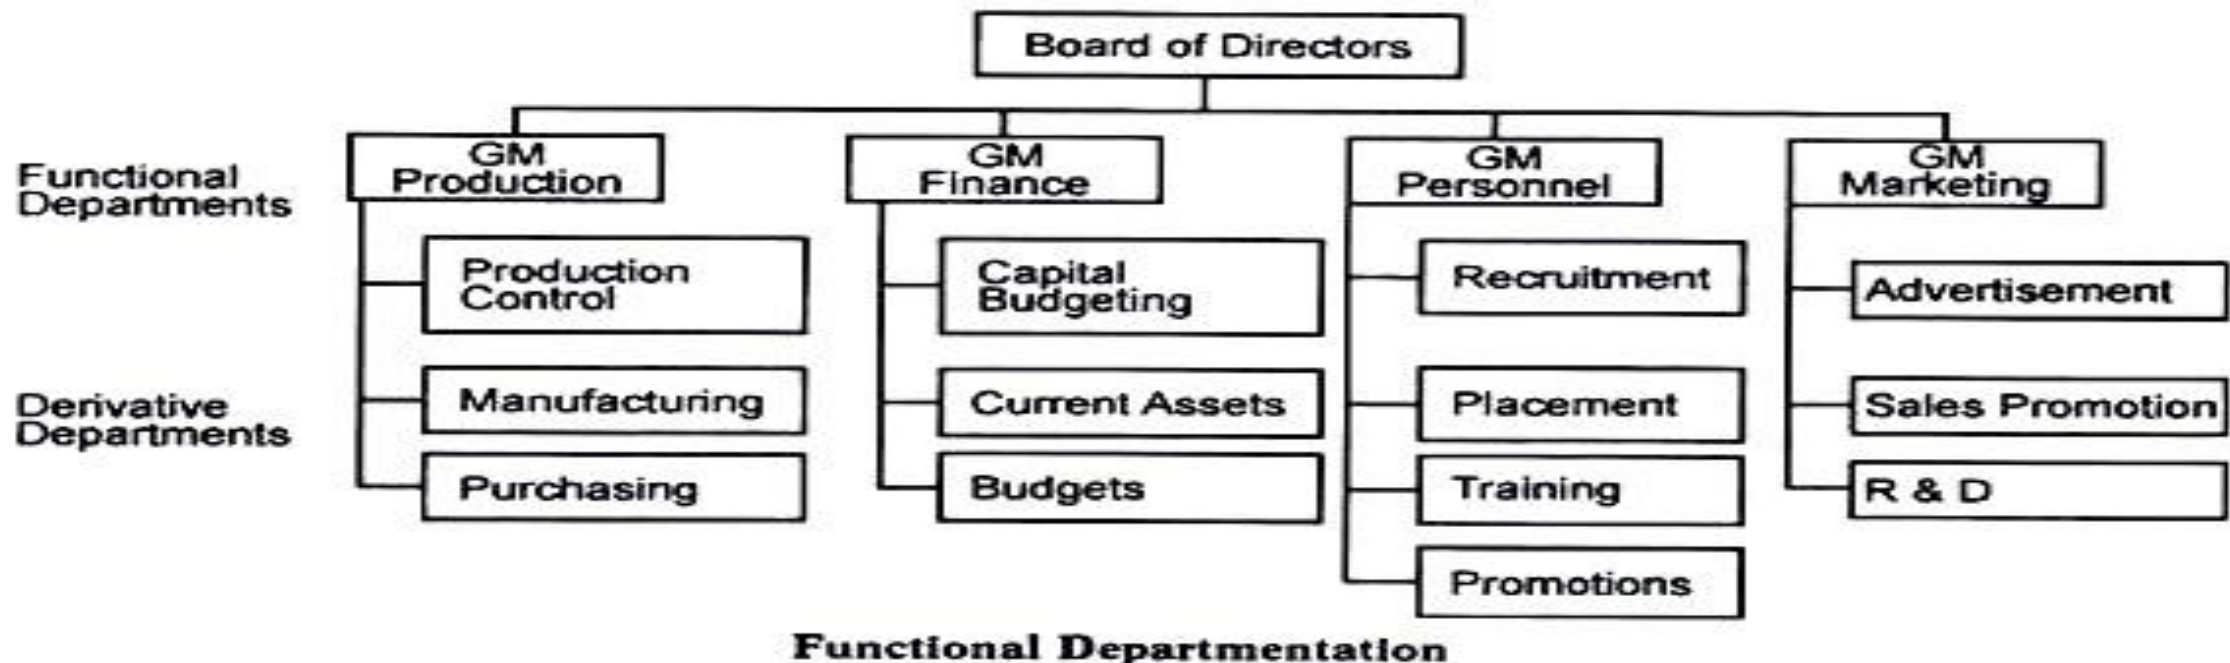 Board of Directors
Functional
Departments
GM
Production
GM
Finance
GM
Personnel
GM
Marketing
Production
Control
Capital
Budgeting
Recruitment
Advertisement
Derivative
Departments
Manufacturing
Current Assets
Placement
Sales Promotion
Purchasing
Budgets
Training
R & D
Promotions
Functional Departmentation